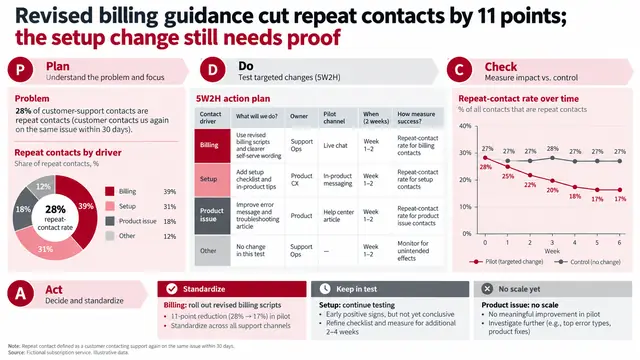 Revised billing guidance cut repeat contacts by 11 points;
the setup change still needs proof
P
Plan
Understand the problem and focus
Problem
28% of customer-support contacts are
repeat contacts (customer contacts us again
on the same issue within 30 days).
Repeat contacts by driver
Share of repeat contacts, %
12%
18%
39%
31%
28%
repeat-
contact rate
Billing 39%
Setup 31%
Product issue 18%
Other 12%
D
Do
Test targeted changes (5W2H)
5W2H action plan
Contact
driver
What will we do?
Owner
Pilot
channel
When
(2 weeks)
How measure
success?
Billing
Use revised
billing scripts
and clearer
self-serve wording
Support
Ops
Live chat
Week
1–2
Repeat-contact
rate for billing
contacts
Setup
Add setup
checklist and
in-product tips
Product
CX
In-product
messaging
Week
1–2
Repeat-contact
rate for setup
contacts
Product
issue
Improve error
message and
troubleshooting
article
Product
Help center
article
Week
1–2
Repeat-contact
rate for product
issue contacts
Other
No change
in this test
Support
Ops
—
Week
1–2
Monitor for
unintended
effects
C
Check
Measure impact vs. control
Repeat-contact rate over time
% of all contacts that are repeat contacts
40%
30%
20%
10%
0%
27% 27% 27% 28% 27% 27% 27%
28% 25% 22% 20% 18% 17% 17%
0 1 2 3 4 5 6
Week
Pilot (targeted change)
Control (no change)
A
Act
Decide and standardize
Standardize
Billing: roll out revised billing scripts
• 11-point reduction (28% → 17%) in pilot
• Standardize across all support channels
Keep in test
Setup: continue testing
• Early positive signs, but not yet conclusive
• Refine checklist and measure for additional
2–4 weeks
No scale yet
Product issue: no scale
• No meaningful improvement in pilot
• Investigate further (e.g., top error types,
product fixes)
Note: Repeat contact defined as a customer contacting support again on the same issue within 30 days.
Source: Fictional subscription service. Illustrative data.